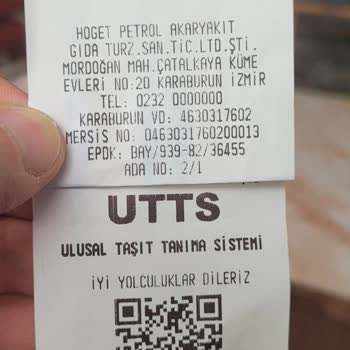 HOGET PETROL AKARYAKIT
GIDA TURZ.SAN.TİC.LTD.ŞTİ.
MORDOĞAN MAH.ÇATALKAYA KÜME
EVLERİ NO:20 KARABURUN İZMİR
TEL: 0232 0000000
KARABURUN VD: 4630317602
MERSİS NO: 0463031760200013
EPDK: BAY/939-82/36455
ADA NO: 2/1
UTTS
ULUSAL TAŞIT TANIMA SİSTEMİ
İYİ YOLCULUKLAR DİLERİZ